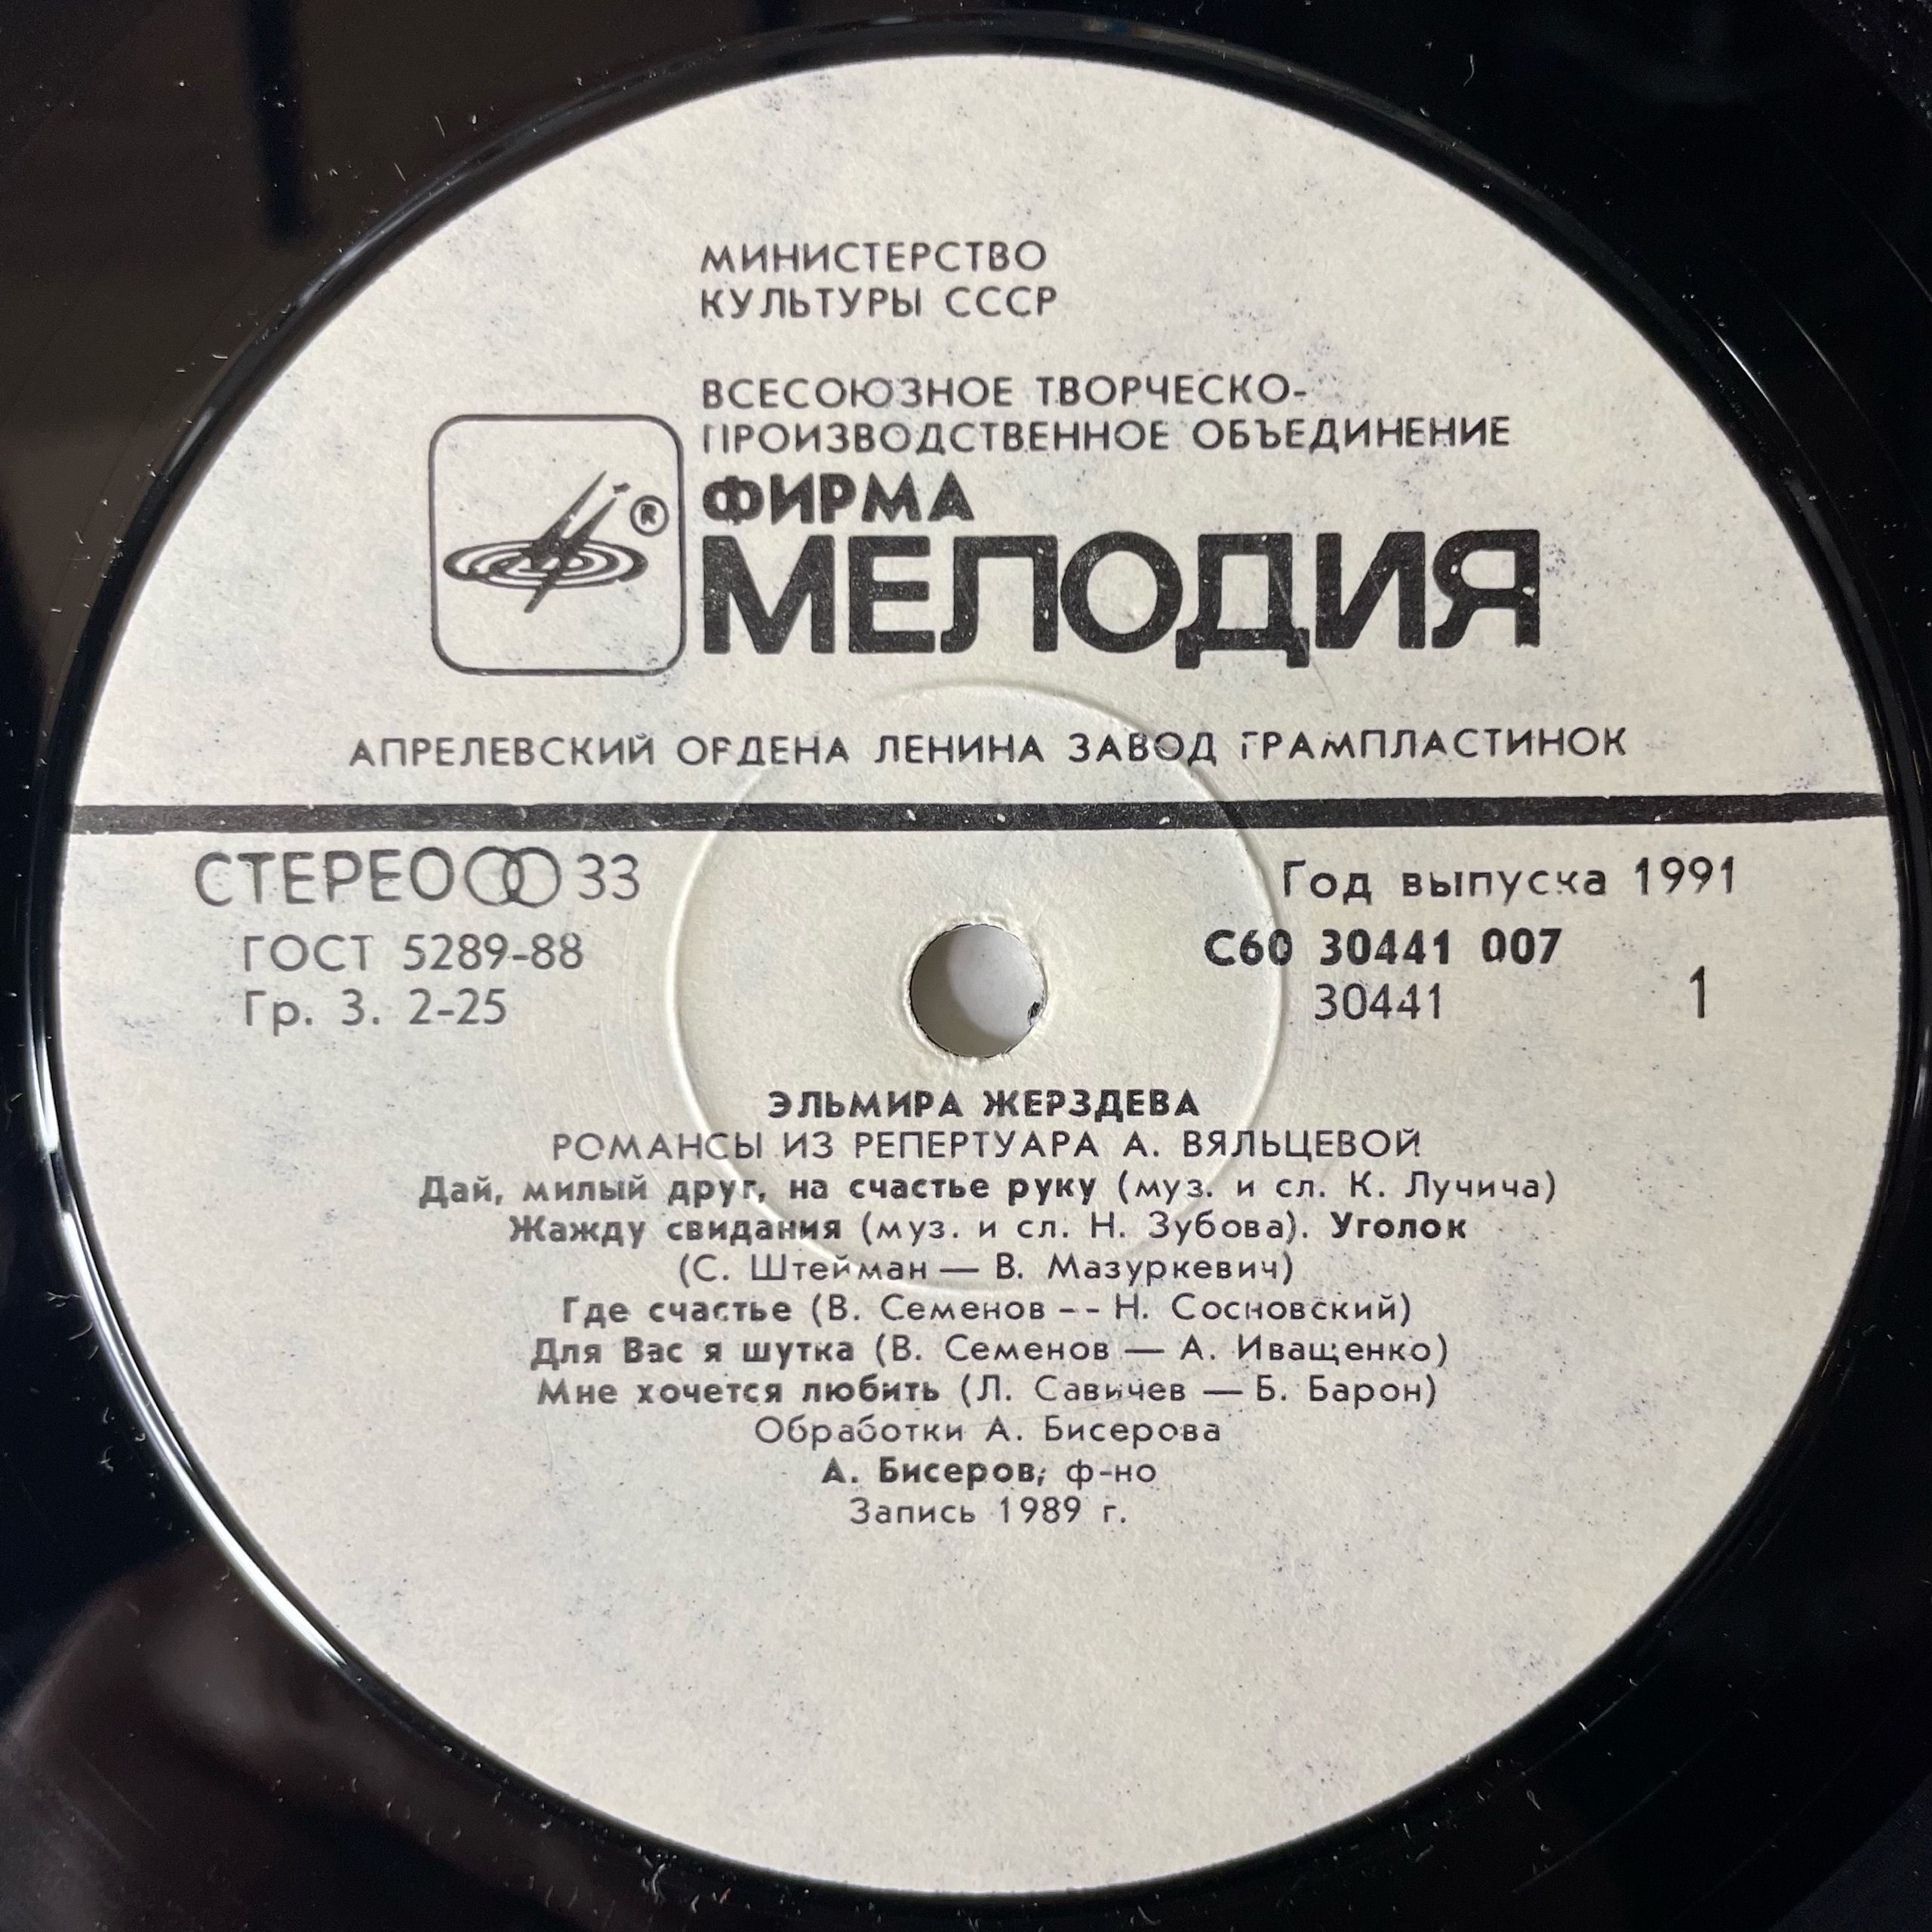 МИНИСТЕРСТВО
КУЛЬТУРЫ СССР
ВСЕСОЮЗНОЕ ТВОРЧЕСКО-
ПРОИЗВОДСТВЕННОЕ ОБЪЕДИНЕНИЕ
ФИРМА
МЕЛОДИЯ
®
АПРЕЛЕВСКИЙ ОРДЕНА ЛЕНИНА ЗАВОД ГРАМПЛАСТИНОК
СТЕРЕО 33
Год выпуска 1991
ГОСТ 5289-88
С60 30441 007
Гр. 3. 2-25
30441 1
ЭЛЬМИРА ЖЕРЗДЕВА
РОМАНСЫ ИЗ РЕПЕРТУАРА А. ВЯЛЬЦЕВОЙ
Дай, милый друг, на счастье руку (муз. и сл. К. Лучича)
Жажду свидания (муз. и сл. Н. Зубова). Уголок
(С. Штейман — В. Мазуркевич)
Где счастье (В. Семенов -- Н. Сосновский)
Для Вас я шутка (В. Семенов — А. Иващенко)
Мне хочется любить (Л. Савичев — Б. Барон)
Обработки А. Бисерова
А. Бисеров, ф-но
Запись 1989 г.